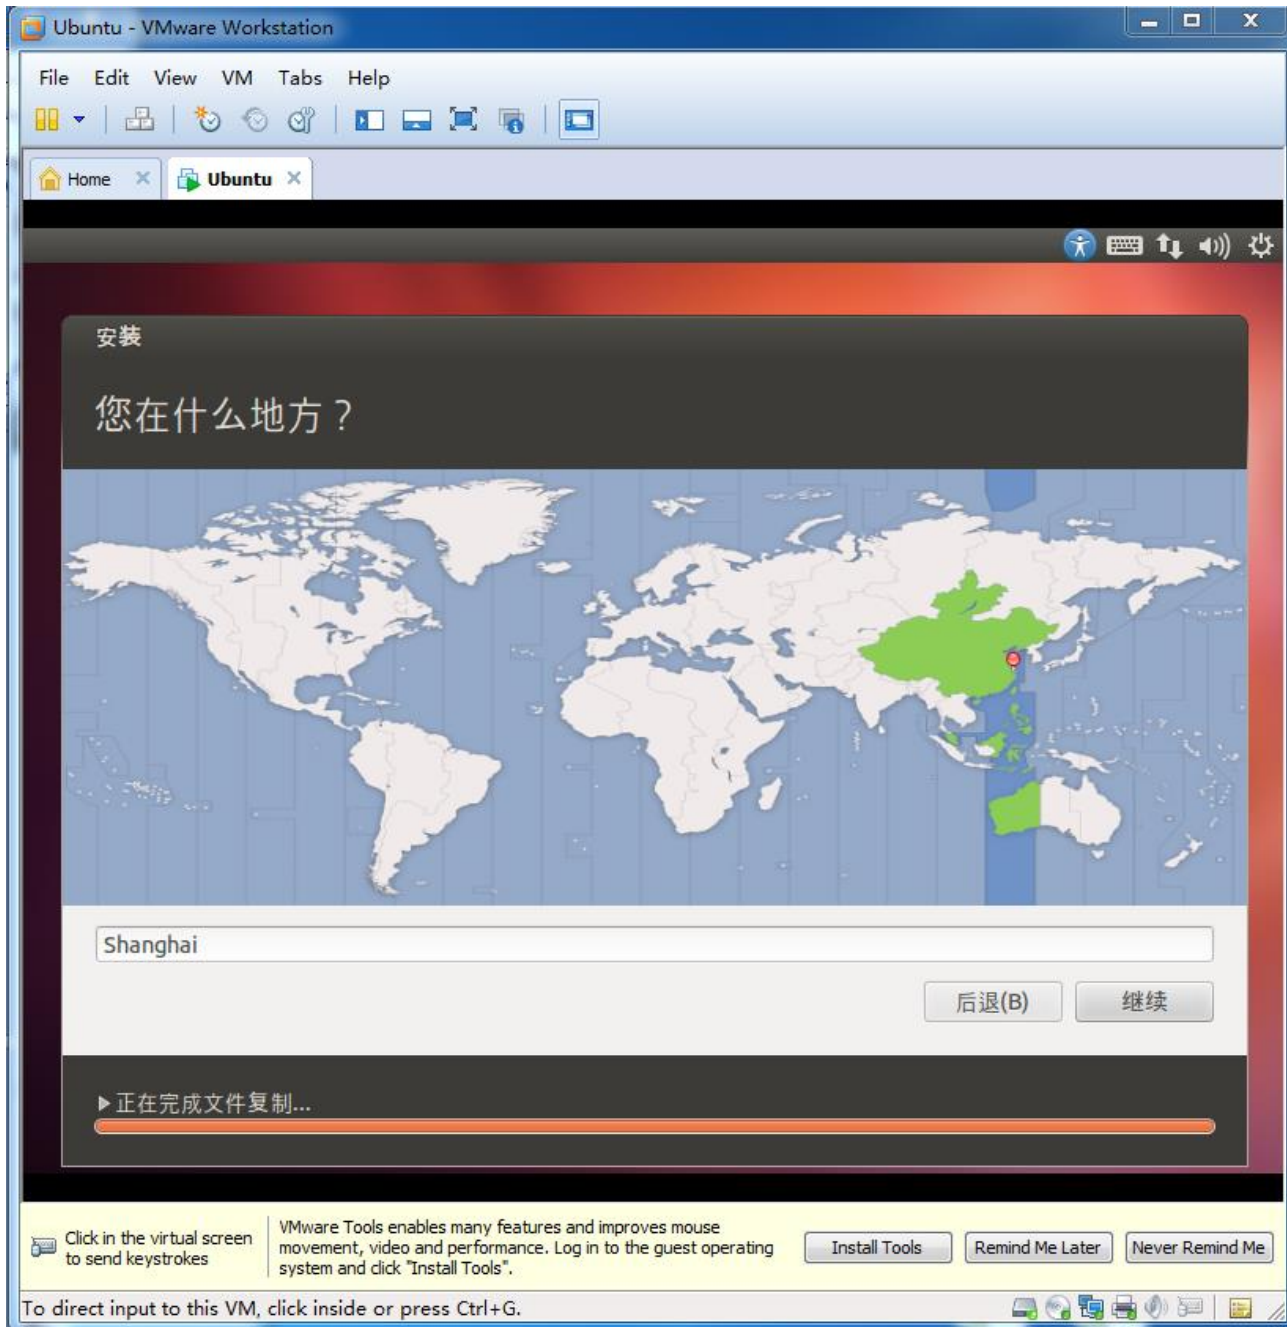 Ubuntu - VMware Workstation
File Edit View VM Tabs Help
Home Ubuntu
安装
您在什么地方？
Shanghai
后退(B) 继续
正在完成文件复制...
Click in the virtual screen
to send keystrokes
VMware Tools enables many features and improves mouse
movement, video and performance. Log in to the guest operating
system and click "Install Tools".
Install Tools Remind Me Later Never Remind Me
To direct input to this VM, click inside or press Ctrl+G.